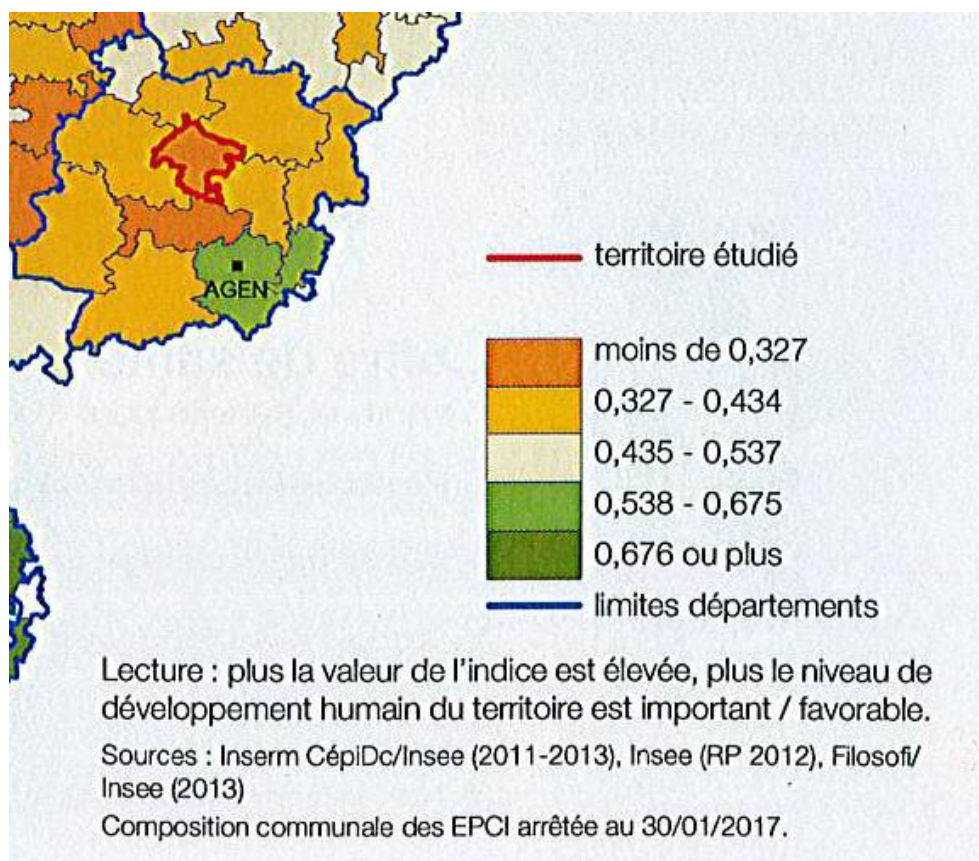 AGEN
territoire étudié
moins de 0,327
0,327 - 0,434
0,435 - 0,537
0,538 - 0,675
0,676 ou plus
limites départements
Lecture : plus la valeur de l'indice est élevée, plus le niveau de
développement humain du territoire est important / favorable.
Sources : Inserm CépiDc/Insee (2011-2013), Insee (RP 2012), Filosofi/
Insee (2013)
Composition communale des EPCI arrêtée au 30/01/2017.